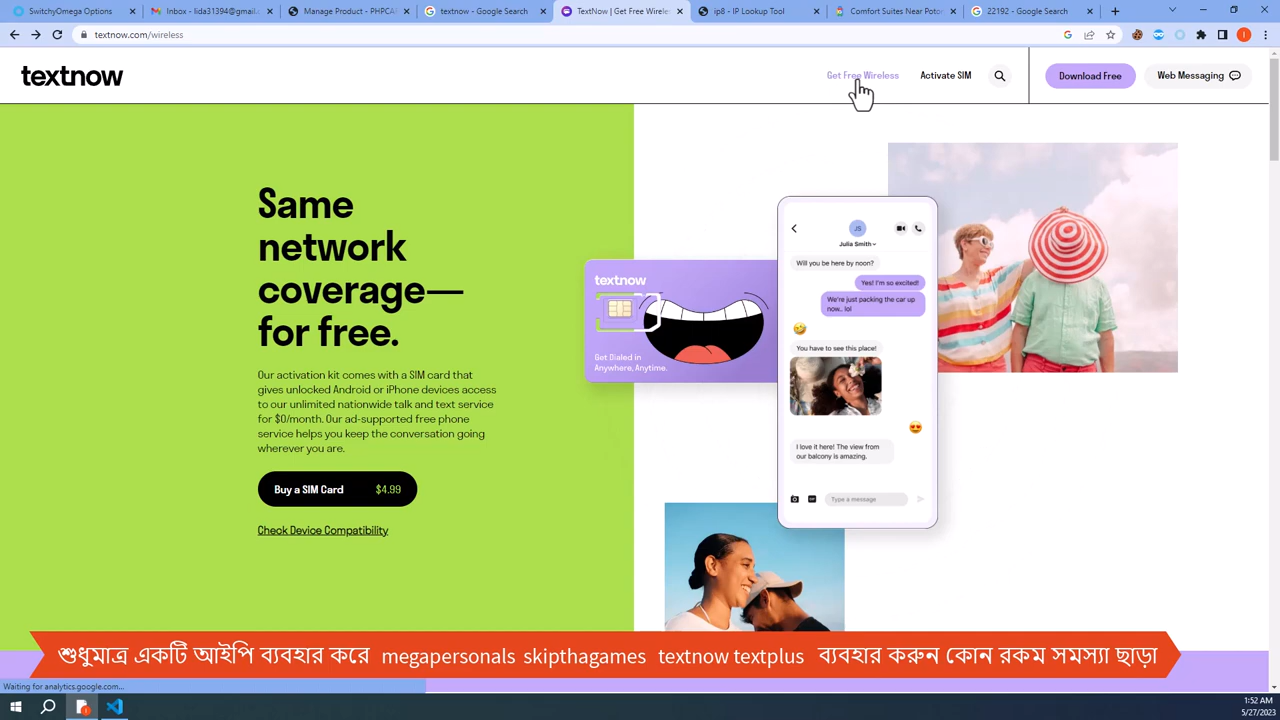 SwitchyOmega Options
Inbox - lida31394@gmail.
Manage Product - PHPCAR
textnow - Google Search
TextNow | Get Free Wirele
ip8 - IP Lookup Tool
Condos Sales Near Poto
22192 - Google Search
textnow.com/wireless
textnow
Get Free Wireless
Activate SIM
Download Free
Web Messaging
Same
network
coverage—
for free.
Our activation kit comes with a SIM card that
gives unlocked Android or iPhone devices access
to our unlimited nationwide talk and text service
for $0/month. Our ad-supported free phone
service helps you keep the conversation going
wherever you are.
Buy a SIM Card $4.99
Check Device Compatibility
textnow
Get Dialed in
Anywhere, Anytime.
JS
Julia Smith
Will you be here by noon?
Yes! I'm so excited!
We're just packing the car up
now.. lol
You have to see this place!
I love it here! The view from
our balcony is amazing.
Type a message
শুধুমাত্র একটি আইপি ব্যবহার করে megapersonals skipthagames textnow textplus ব্যবহার করুন কোন রকম সমস্যা ছাড়া
Waiting for analytics.google.com...
1:52 AM
5/27/2023